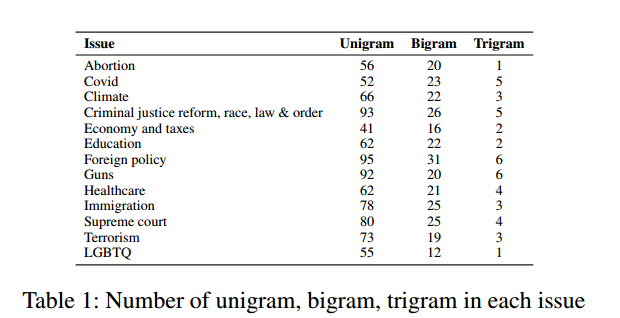 Issue Unigram Bigram Trigram
Abortion 56 20 1
Covid 52 23 5
Climate 66 22 3
Criminal justice reform, race, law & order 93 26 5
Economy and taxes 41 16 2
Education 62 22 2
Foreign policy 95 31 6
Guns 92 20 6
Healthcare 62 21 4
Immigration 78 25 3
Supreme court 80 25 4
Terrorism 73 19 3
LGBTQ 55 12 1
Table 1: Number of unigram, bigram, trigram in each issue